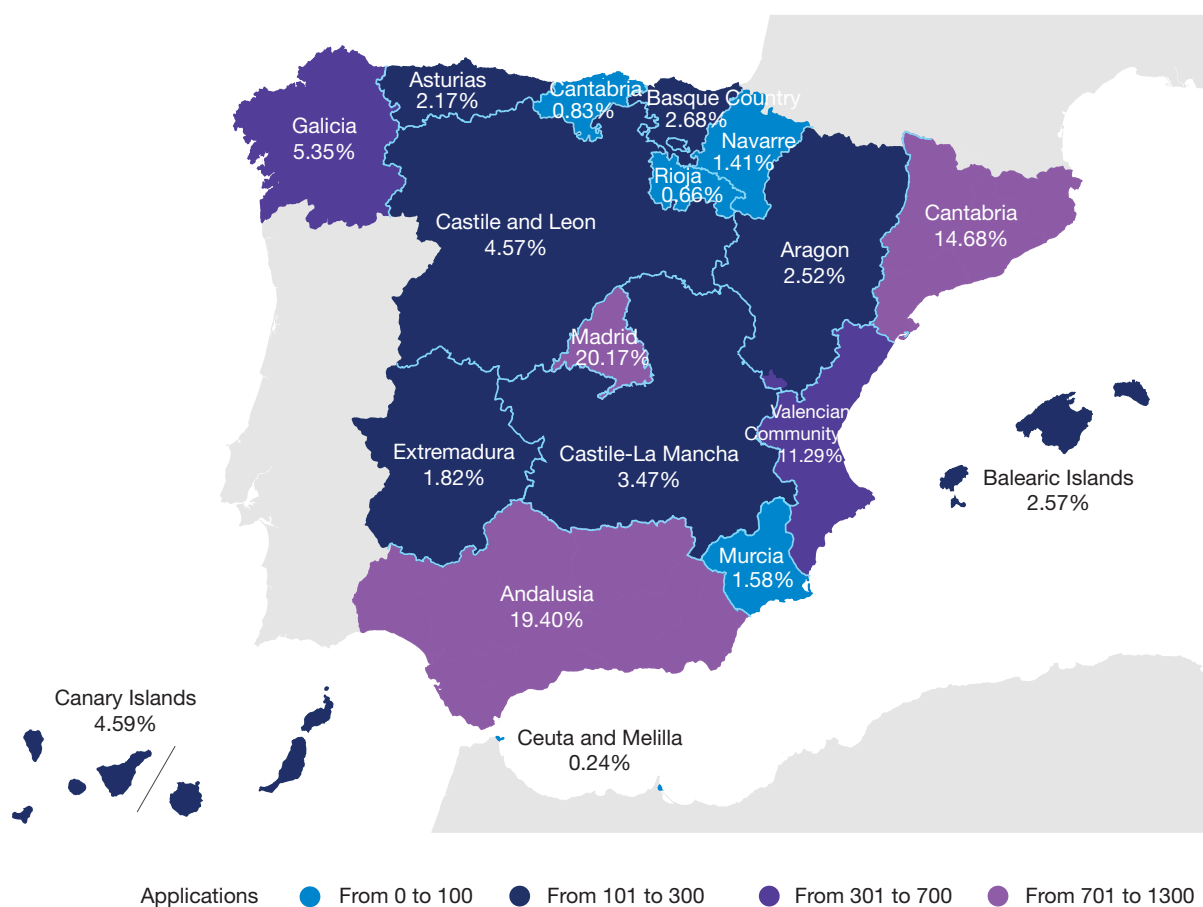 Asturias
2.17%
Cantabria
0.83%
Basque Country
2.68%
Galicia
5.35%
Navarre
1.41%
Rioja
0.66%
Castile and Leon
4.57%
Cantabria
14.68%
Aragon
2.52%
Madrid
20.17%
Valencian
Community
11.29%
Extremadura
1.82%
Castile-La Mancha
3.47%
Balearic Islands
2.57%
Murcia
1.58%
Andalusia
19.40%
Canary Islands
4.59%
Ceuta and Melilla
0.24%
Applications
From 0 to 100
From 101 to 300
From 301 to 700
From 701 to 1300